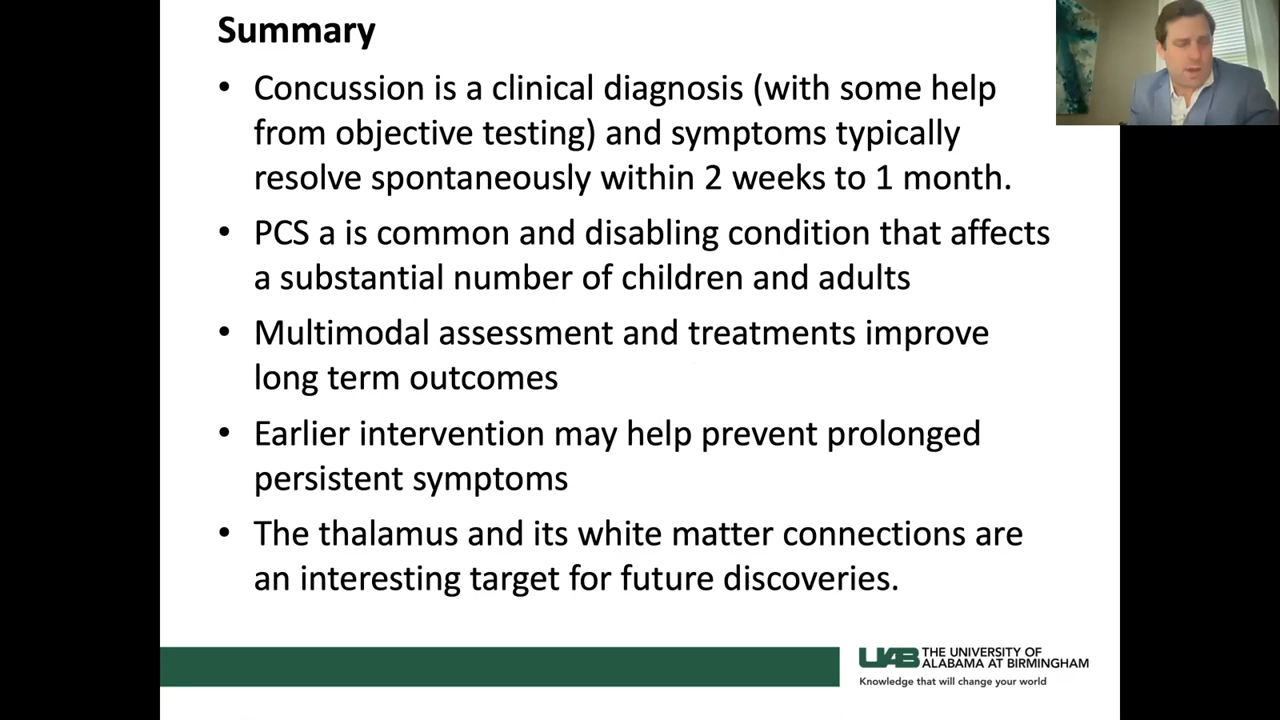 Summary
• Concussion is a clinical diagnosis (with some help
from objective testing) and symptoms typically
resolve spontaneously within 2 weeks to 1 month.
• PCS a is common and disabling condition that affects
a substantial number of children and adults
• Multimodal assessment and treatments improve
long term outcomes
• Earlier intervention may help prevent prolonged
persistent symptoms
• The thalamus and its white matter connections are
an interesting target for future discoveries.
UAB THE UNIVERSITY OF
ALABAMA AT BIRMINGHAM
Knowledge that will change your world